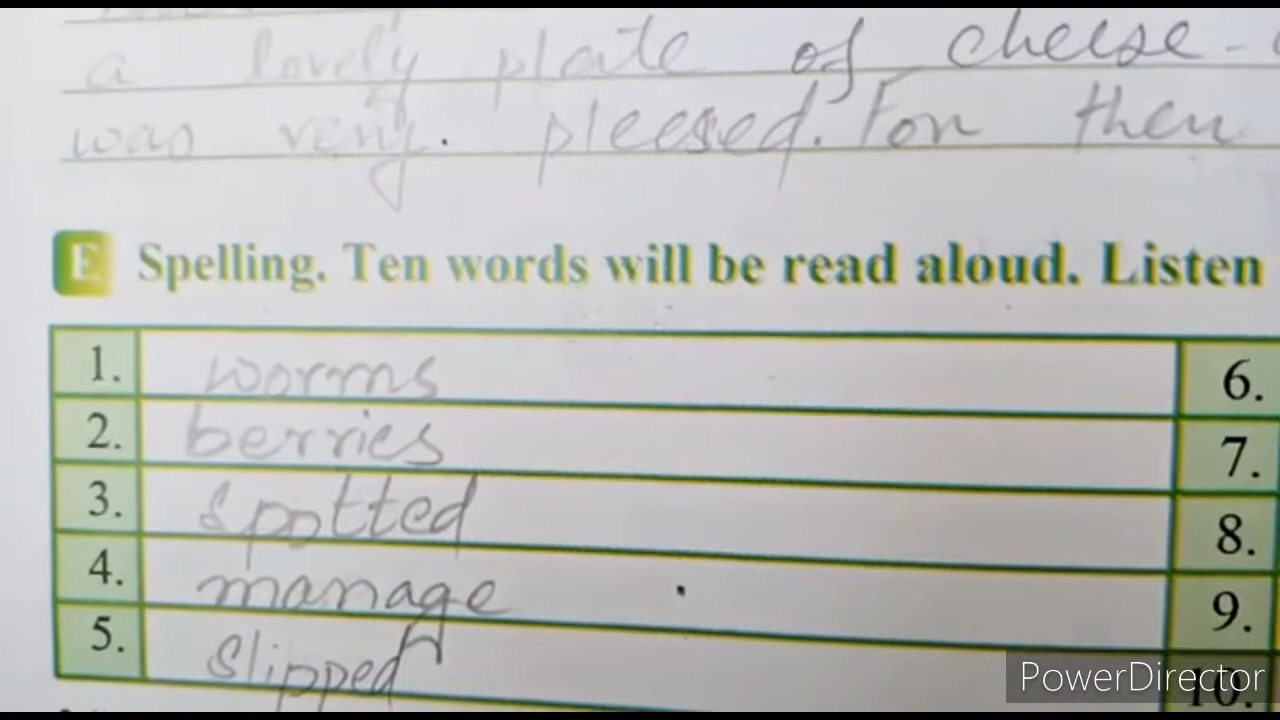 a lovely plate of cheese -
was very. pleesed. For then
E Spelling. Ten words will be read aloud. Listen
1. worms 6.
2. berries 7.
3. spotted 8.
4. manage 9.
5. slipped 10.
PowerDirector